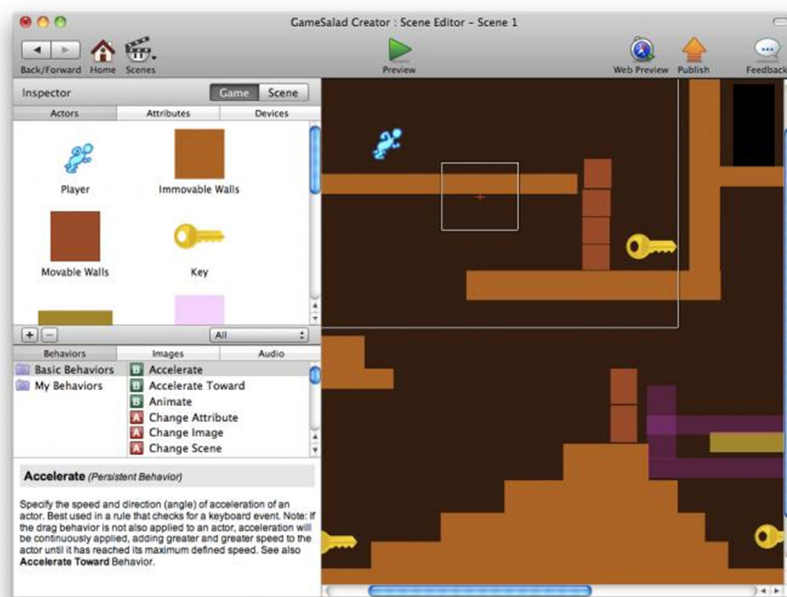 GameSalad Creator : Scene Editor - Scene 1
Back/Forward Home Scenes Preview Web Preview Publish Feedback
Inspector Game Scene
Actors Attributes Devices
Player Immovable Walls
Movable Walls Key
+ - All
Behaviors Images Audio
Basic Behaviors B Accelerate
My Behaviors B Accelerate Toward
B Animate
A Change Attribute
A Change Image
A Change Scene
Accelerate (Persistent Behavior)
Specify the speed and direction (angle) of acceleration of an
actor. Best used in a rule that checks for a keyboard event. Note: If
the drag behavior is not also applied to an actor, acceleration will
be continuously applied, adding greater and greater speed to the
actor until it has reached its maximum defined speed. See also
Accelerate Toward Behavior.